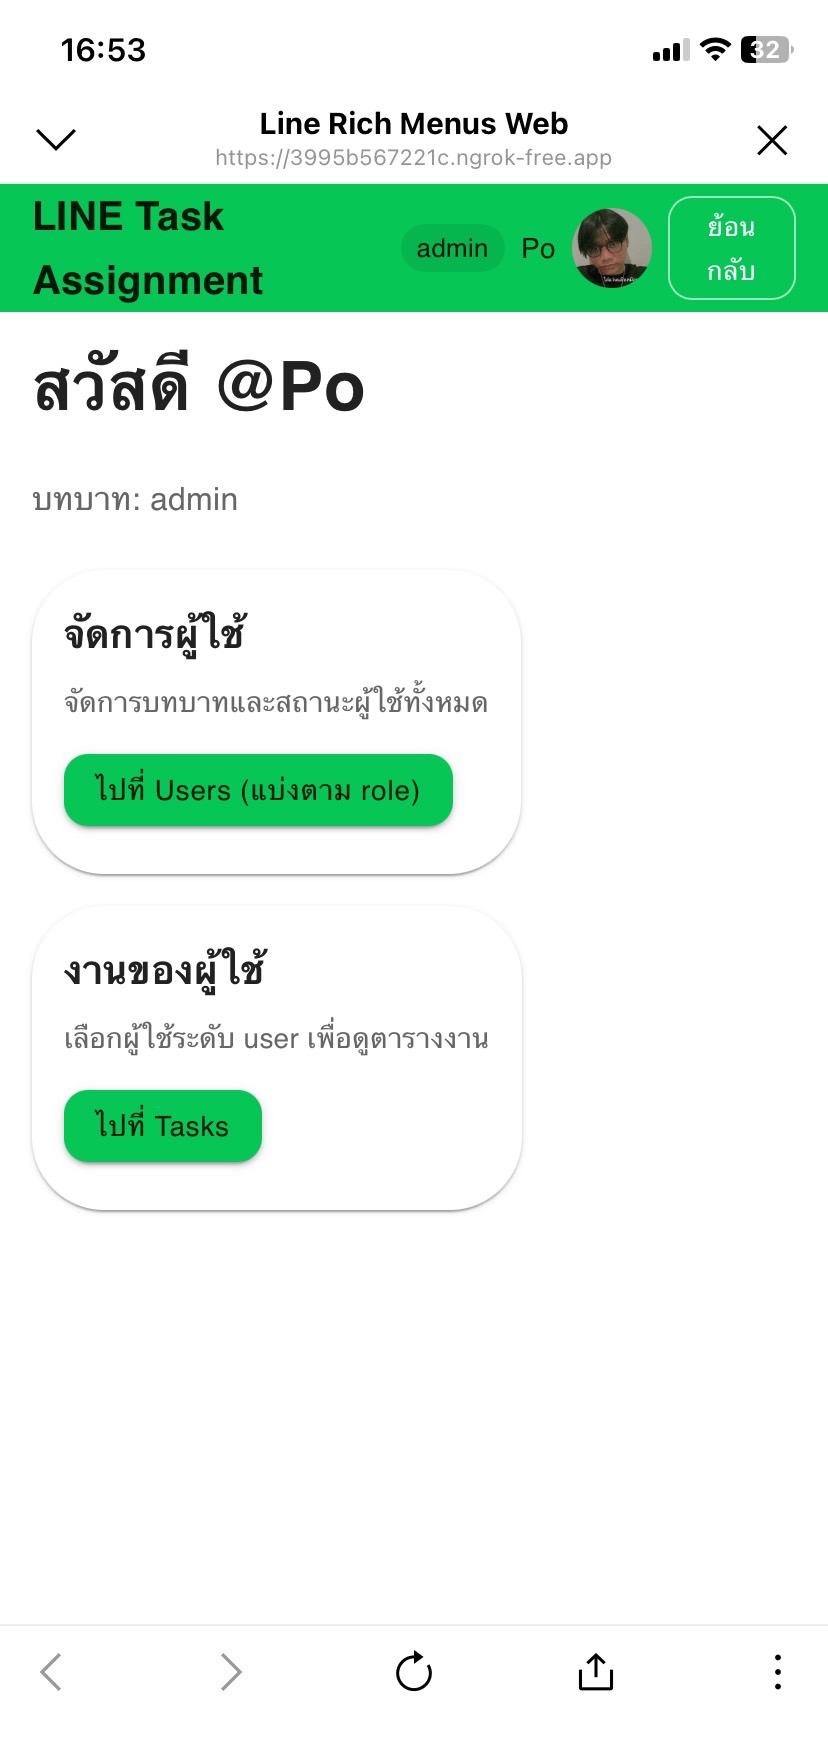 16:53
32
Line Rich Menus Web
https://3995b567221c.ngrok-free.app
LINE Task
Assignment
admin
Po
ย้อน
กลับ
สวัสดี @Po
บทบาท: admin
จัดการผู้ใช้
จัดการบทบาทและสถานะผู้ใช้ทั้งหมด
ไปที่ Users (แบ่งตาม role)
งานของผู้ใช้
เลือกผู้ใช้ระดับ user เพื่อดูตารางงาน
ไปที่ Tasks